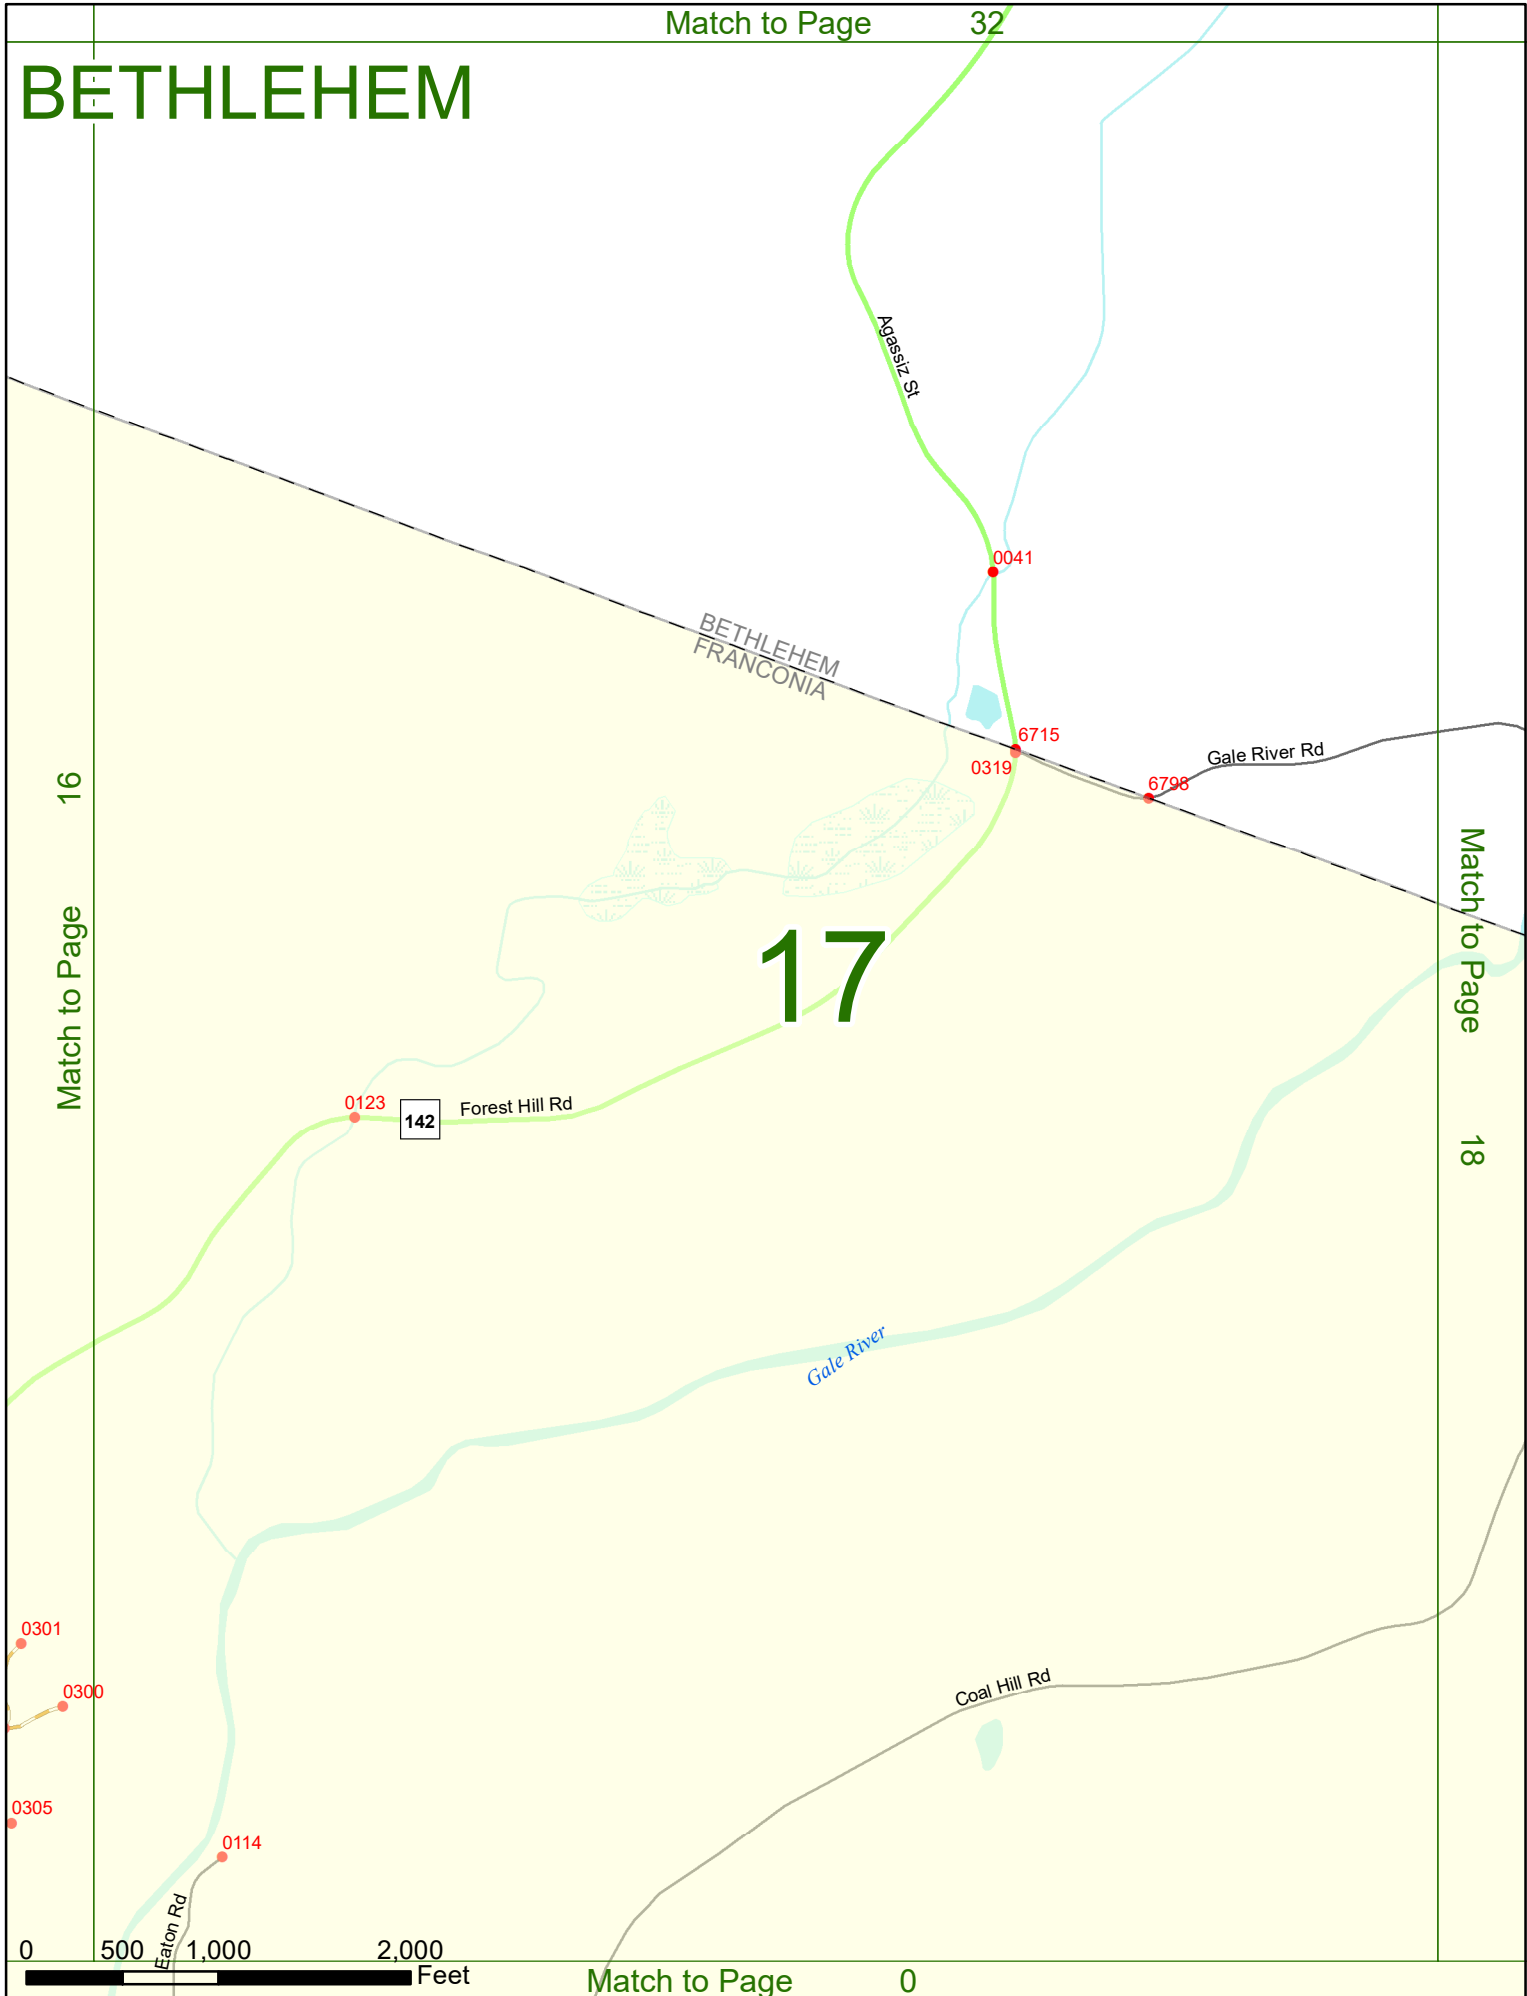 Match to Page 32
BETHLEHEM
Agassiz St
0041
BETHLEHEM
FRANCONIA
6715
0319
Gale River Rd
6798
Match to Page 16
Match to Page 18
17
0123
142
Forest Hill Rd
Gale River
0301
0300
Coal Hill Rd
0305
0114
Eaton Rd
0 500 1,000 2,000
Feet
Match to Page 0